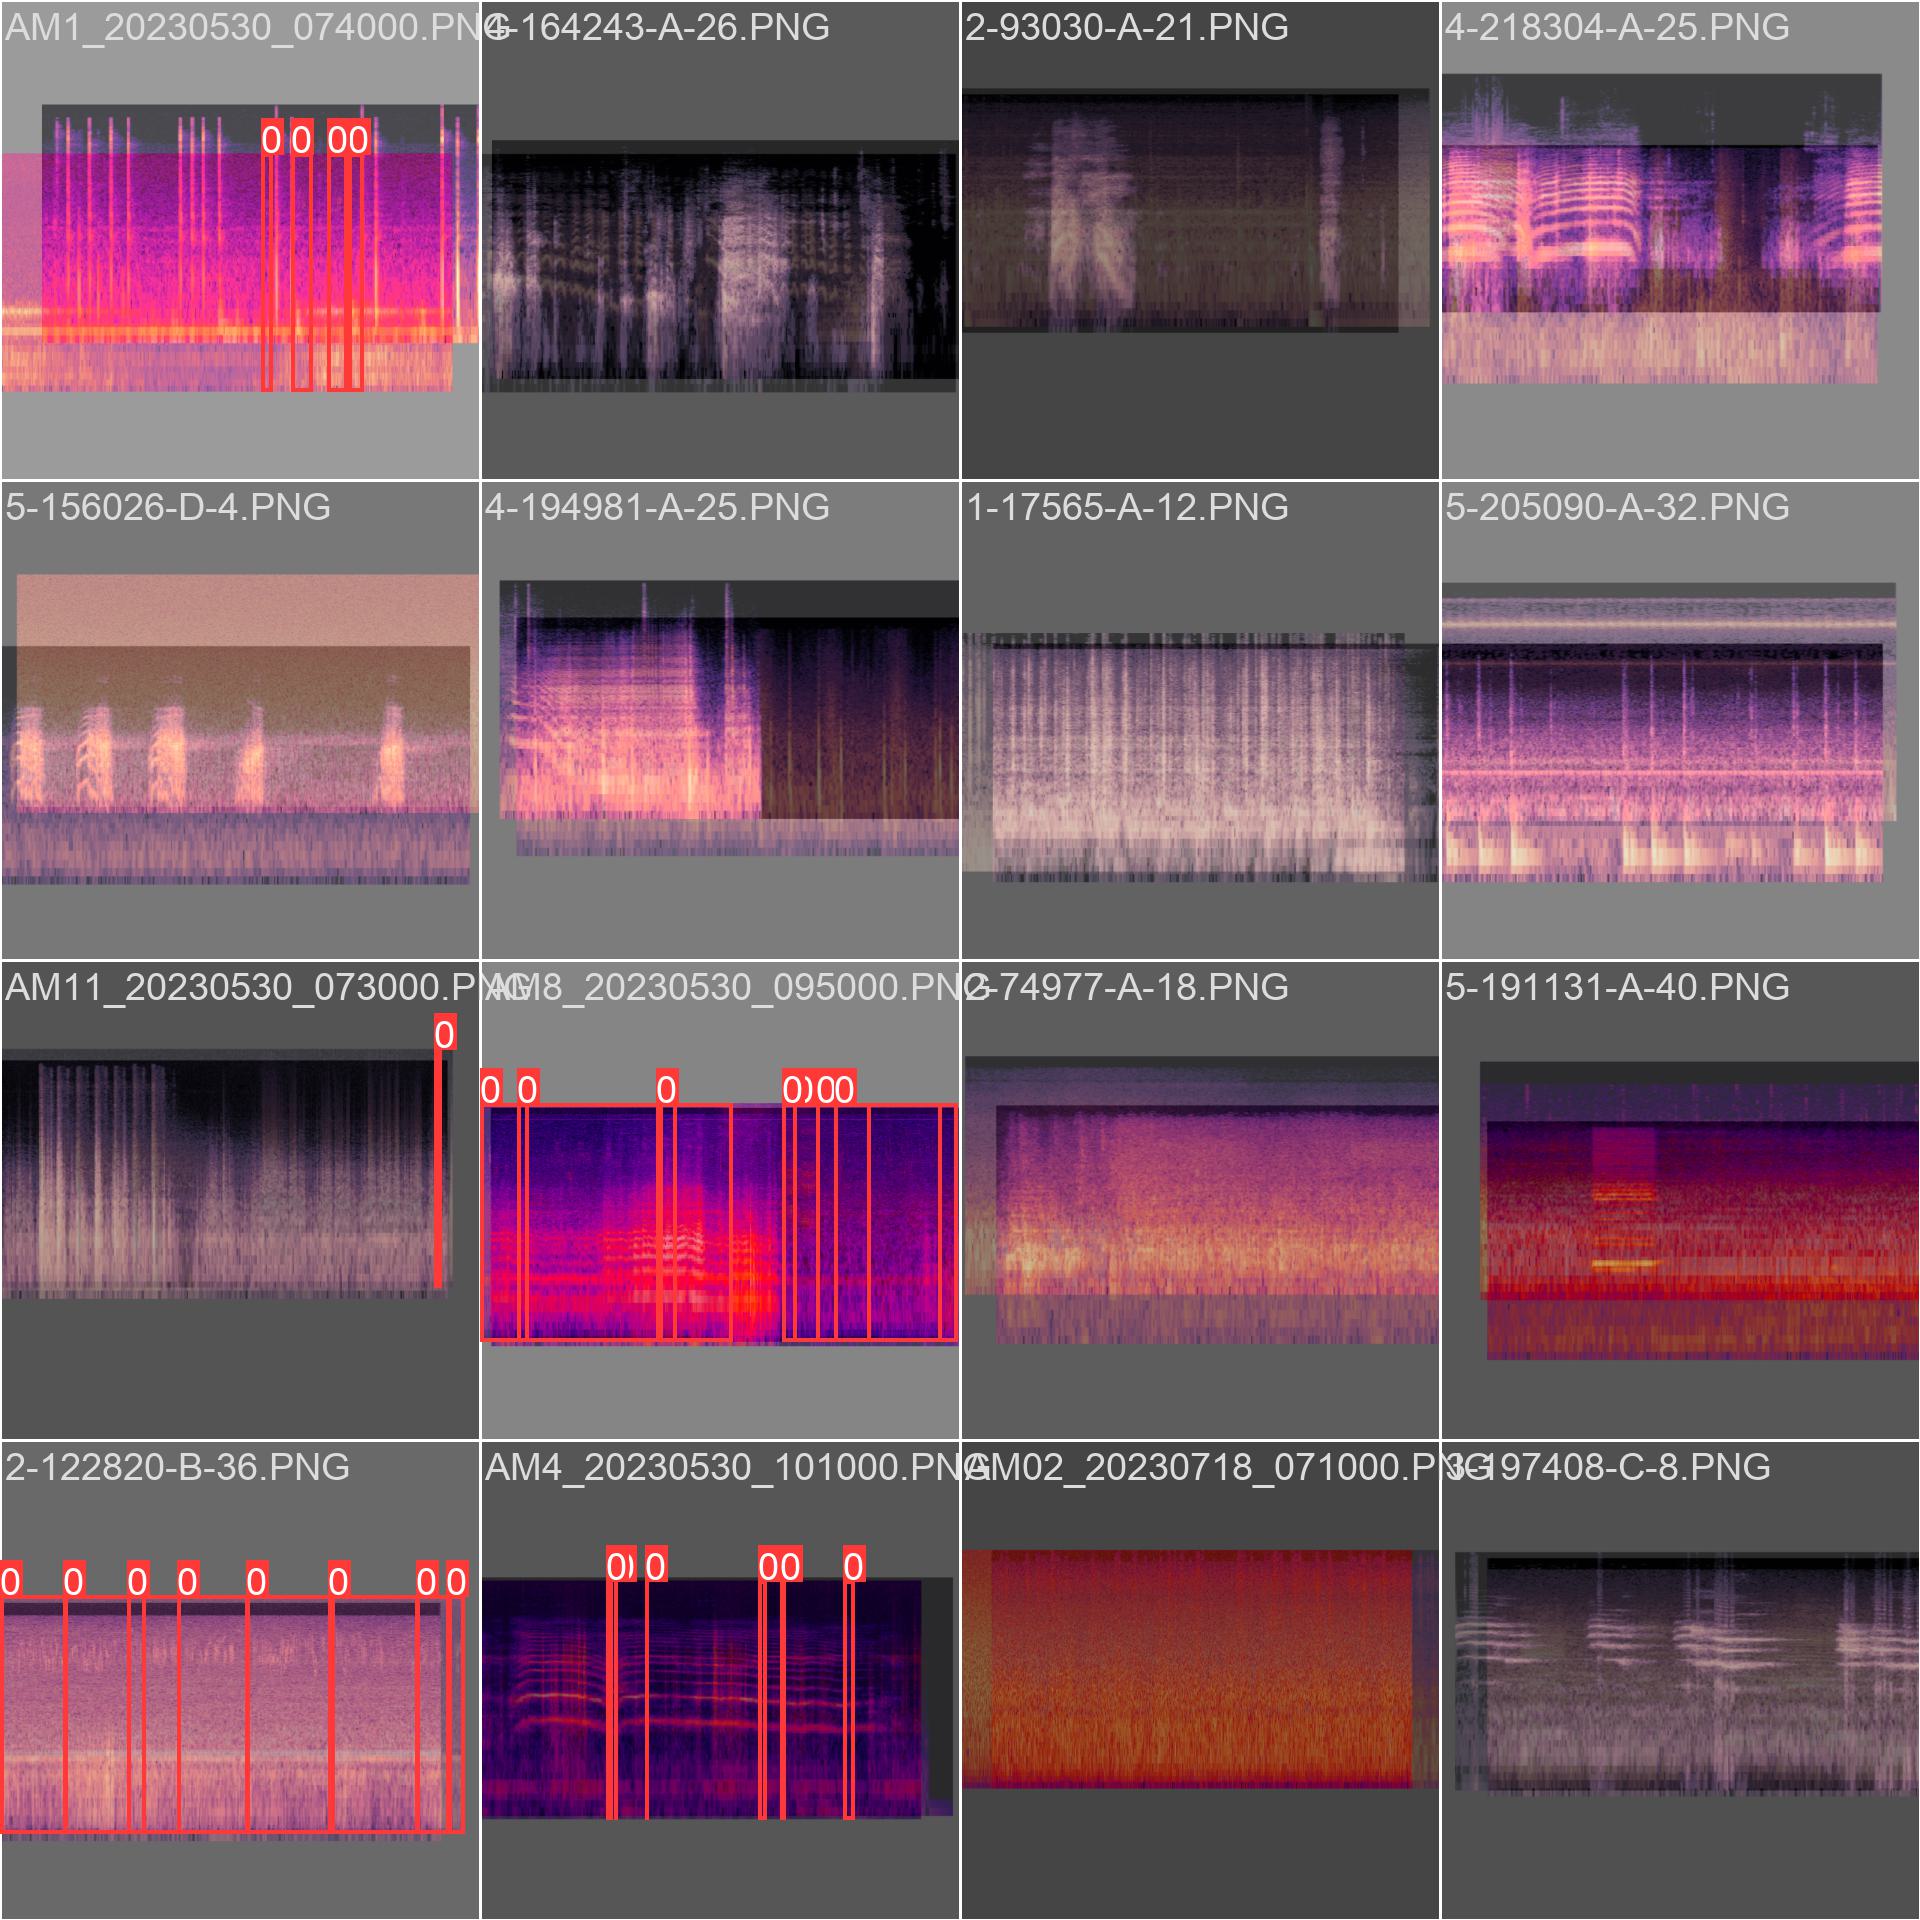 AM1_20230530_074000.PNG
4-164243-A-26.PNG
2-93030-A-21.PNG
4-218304-A-25.PNG
0 0 0 0
5-156026-D-4.PNG
4-194981-A-25.PNG
1-17565-A-12.PNG
5-205090-A-32.PNG
AM11_20230530_073000.PNG
AM8_20230530_095000.PNG
2-74977-A-18.PNG
5-191131-A-40.PNG
0
0 0 0 0 0 0
2-122820-B-36.PNG
AM4_20230530_101000.PNG
AM02_20230718_071000.PNG
3-197408-C-8.PNG
0 0 0 0 0 0 0 0
0 0 0 0 0